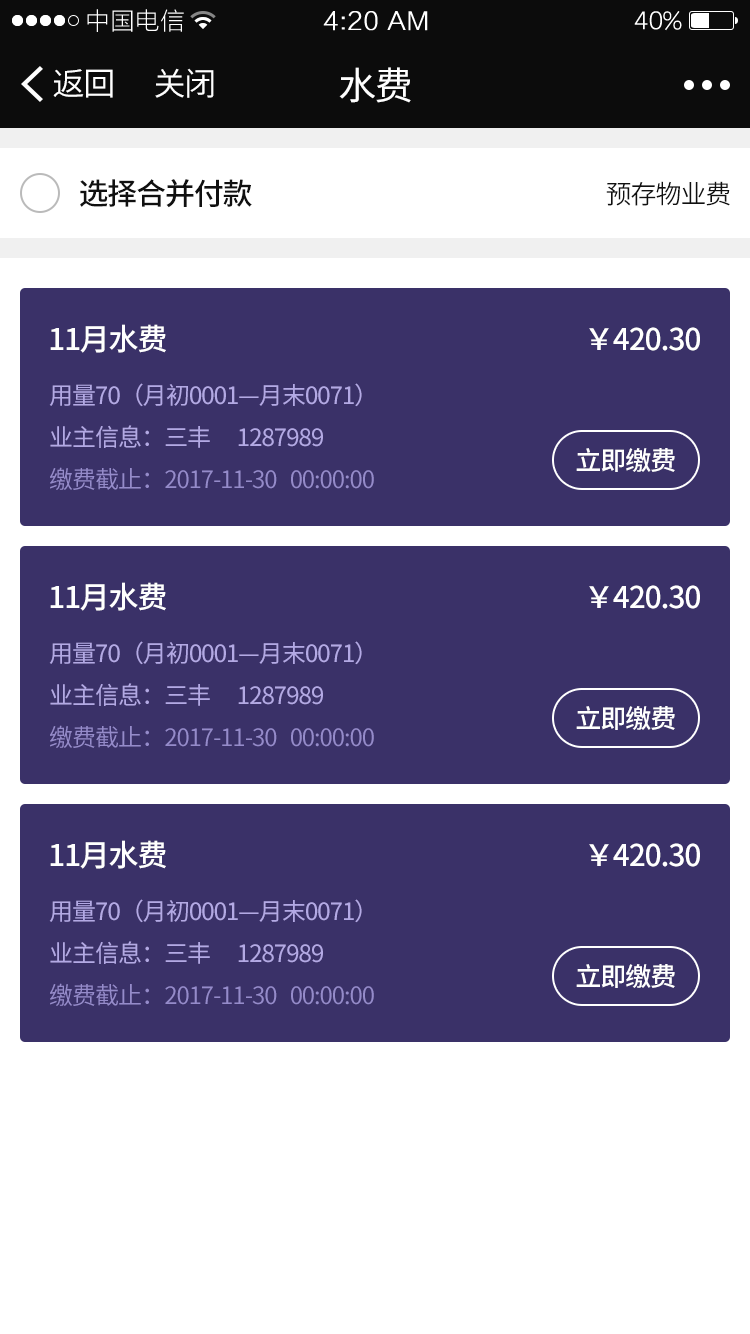 中国电信 4:20 AM 40%
返回 关闭 水费
选择合并付款 预存物业费
11月水费 ￥420.30
用量70（月初0001—月末0071）
业主信息：三丰 1287989
缴费截止：2017-11-30 00:00:00
立即缴费
11月水费 ￥420.30
用量70（月初0001—月末0071）
业主信息：三丰 1287989
缴费截止：2017-11-30 00:00:00
立即缴费
11月水费 ￥420.30
用量70（月初0001—月末0071）
业主信息：三丰 1287989
缴费截止：2017-11-30 00:00:00
立即缴费